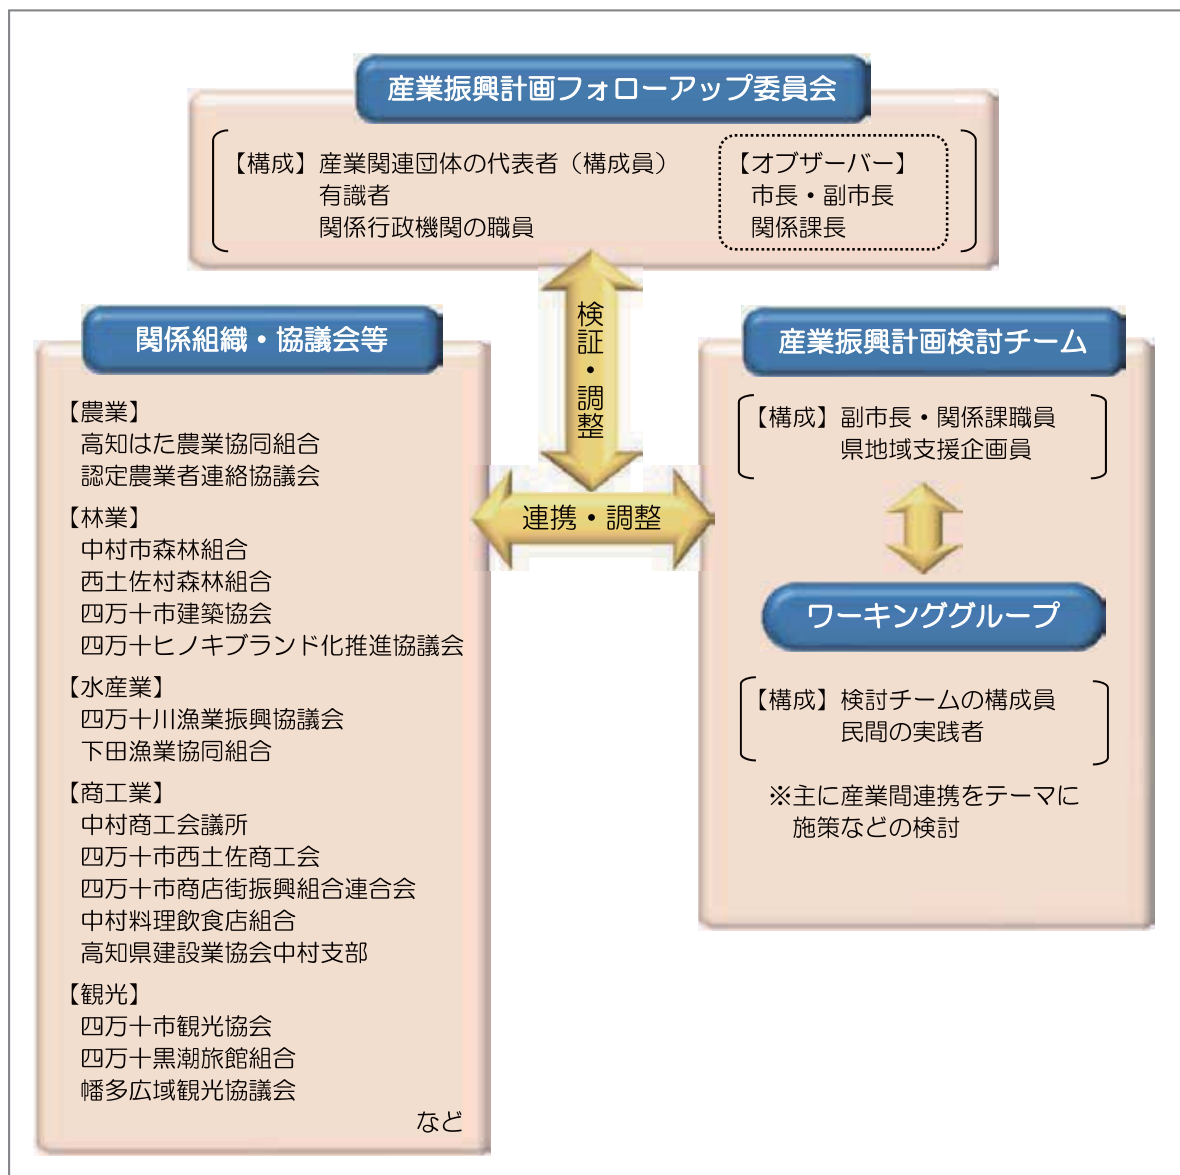 産業振興計画フォローアップ委員会
【構成】産業関連団体の代表者（構成員）
有識者
関係行政機関の職員
【オブザーバー】
市長・副市長
関係課長
検証・調整
連携・調整
関係組織・協議会等
【農業】
高知はた農業協同組合
認定農業者連絡協議会
【林業】
中村市森林組合
西土佐村森林組合
四万十市建築協会
四万十ヒノキブランド化推進協議会
【水産業】
四万十川漁業振興協議会
下田漁業協同組合
【商工業】
中村商工会議所
四万十市西土佐商工会
四万十市商店街振興組合連合会
中村料理飲食店組合
高知県建設業協会中村支部
【観光】
四万十市観光協会
四万十黒潮旅館組合
幡多広域観光協議会
など
産業振興計画検討チーム
【構成】副市長・関係課職員
県地域支援企画員
ワーキンググループ
【構成】検討チームの構成員
民間の実践者
※主に産業間連携をテーマに
施策などの検討